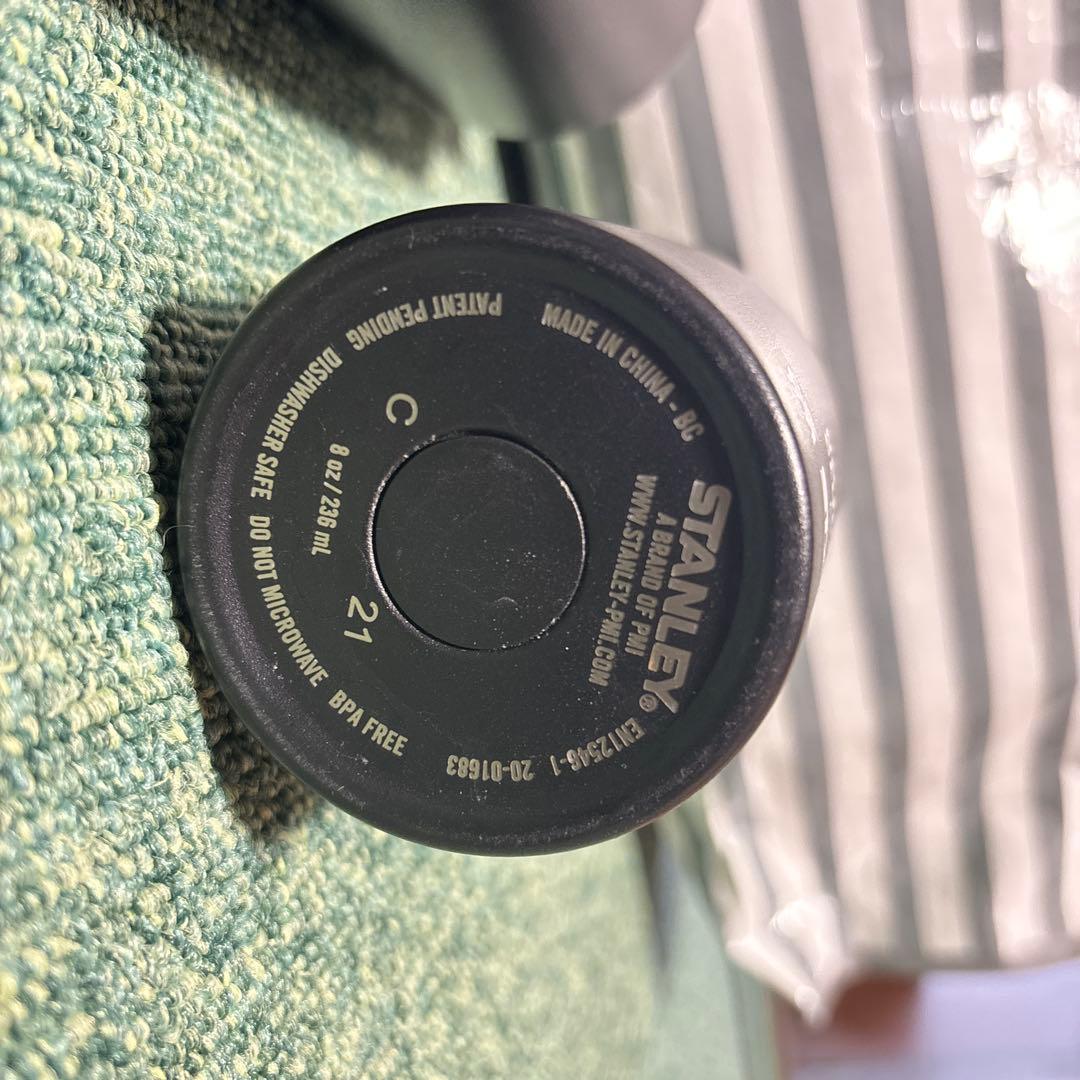 STANLEY®
A BRAND OF PMI
WWW.STANLEY-PMI.COM
MADE IN CHINA - BC
EN12546-1 20-01683
PATENT PENDING
DISHWASHER SAFE DO NOT MICROWAVE BPA FREE
C
8 oz / 236 mL
21